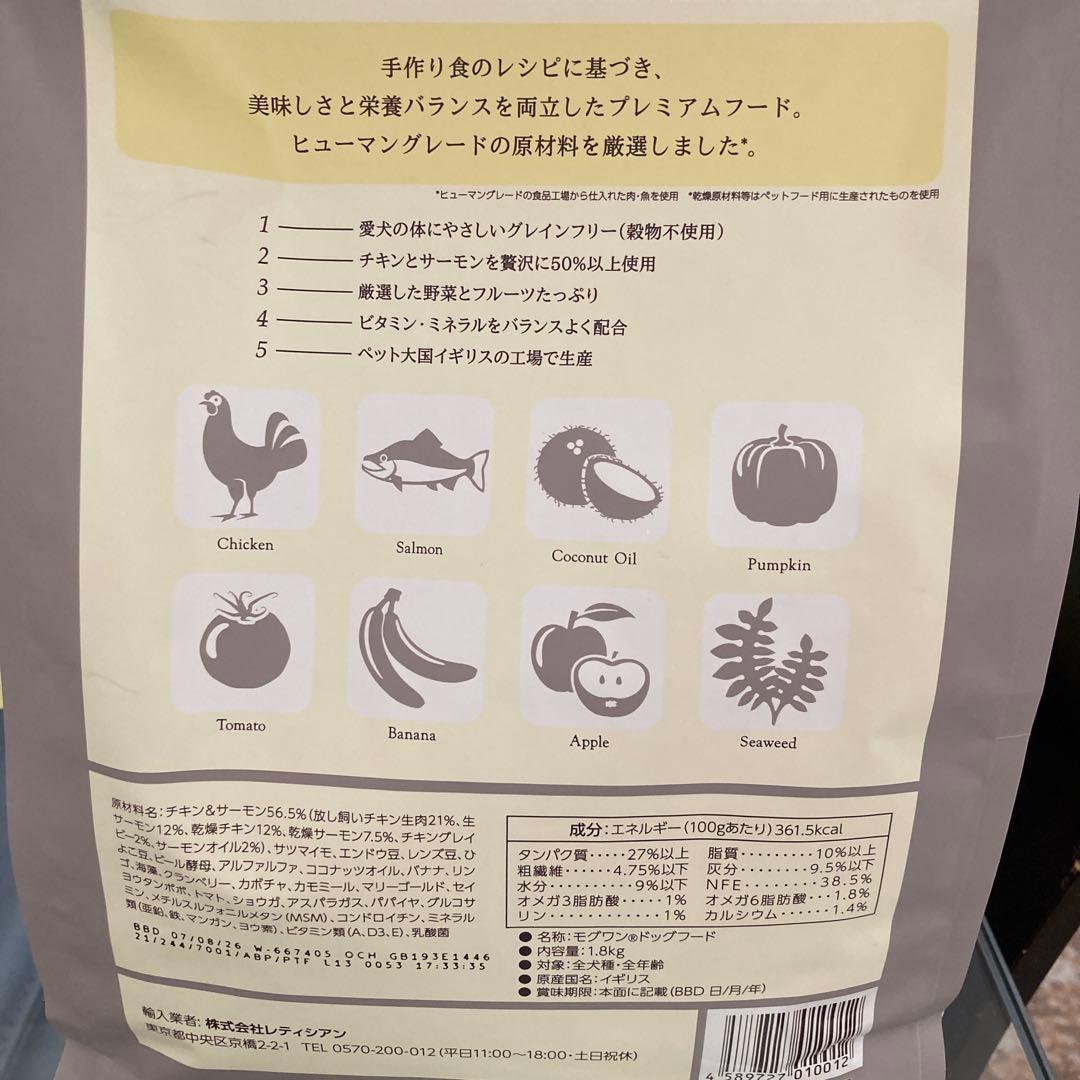 手作り食のレシピに基づき、
美味しさと栄養バランスを両立したプレミアムフード。
ヒューマングレードの原材料を厳選しました*。
*ヒューマングレードの食品工場から仕入れた肉・魚を使用 *乾燥原材料等はペットフード用に生産されたものを使用
1 愛犬の体にやさしいグレインフリー(穀物不使用)
2 チキンとサーモンを贅沢に50%以上使用
3 厳選した野菜とフルーツたっぷり
4 ビタミン・ミネラルをバランスよく配合
5 ペット大国イギリスの工場で生産
Chicken Salmon Coconut Oil Pumpkin
Tomato Banana Apple Seaweed
原材料名:チキン&サーモン56.5%(放し飼いチキン生肉21%、生
サーモン12%、乾燥チキン12%、乾燥サーモン7.5%、チキングレイ
ビー2%、サーモンオイル2%)、サツマイモ、エンドウ豆、レンズ豆、ひ
よこ豆、ビール酵母、アルファルファ、ココナッツオイル、バナナ、リン
ゴ、海藻、クランベリー、カボチャ、カモミール、マリーゴールド、セイ
ヨウタンポポ、トマト、ショウガ、アスパラガス、パパイヤ、グルコサ
ミン、メチルスルフォニルメタン(MSM)、コンドロイチン、ミネラル
類(亜鉛、鉄、マンガン、ヨウ素)、ビタミン類(A、D3、E)、乳酸菌
BBD 07/08/26 W-667405 OCH GB193E1446
21/244/7001/ABP/PTF L13 0053 17:33:35
成分:エネルギー(100gあたり)361.5kcal
タンパク質·····27%以上 脂質·········10%以上
粗繊維······4.75%以下 灰分·········9.5%以下
水分··········9%以下 NFE·········38.5%
オメガ3脂肪酸·····1% オメガ6脂肪酸···1.8%
リン············1% カルシウム······1.4%
● 名称:モグワン®ドッグフード
● 内容量:1.8kg
● 対象:全犬種・全年齢
● 原産国名:イギリス
● 賞味期限:本面に記載(BBD 日/月/年)
輸入業者:株式会社レティシアン
東京都中央区京橋2-2-1 TEL 0570-200-012(平日11:00〜18:00・土日祝休)
4 589727 010012